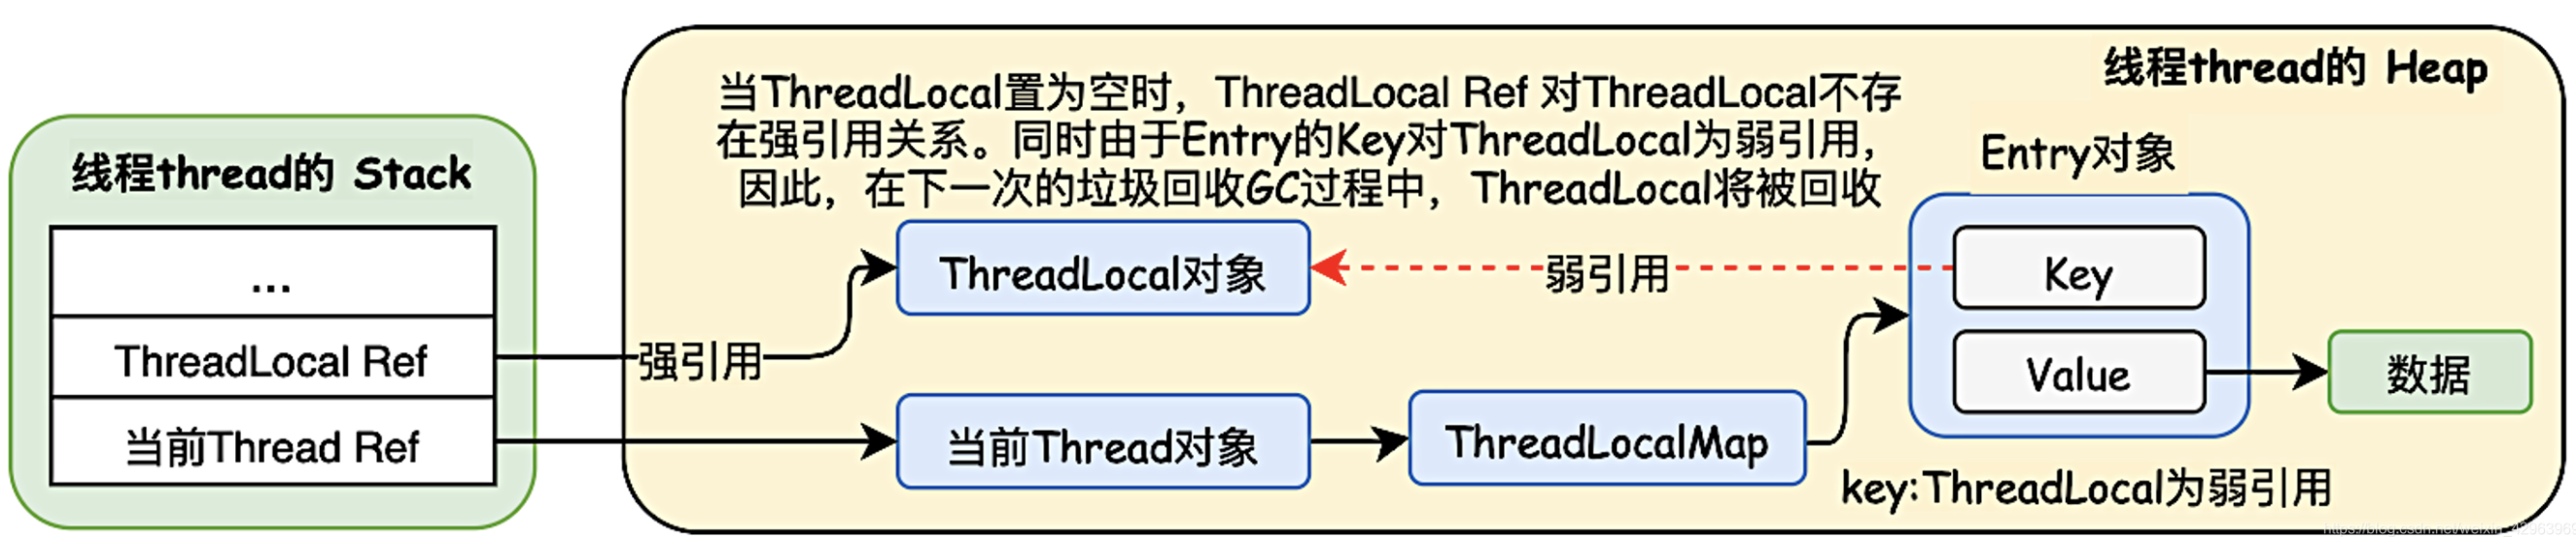 线程thread的 Heap
当ThreadLocal置为空时，ThreadLocal Ref 对ThreadLocal不存
在强引用关系。同时由于Entry的Key对ThreadLocal为弱引用，
因此，在下一次的垃圾回收GC过程中，ThreadLocal将被回收
Entry对象
线程thread的 Stack
...
ThreadLocal Ref
当前Thread Ref
强引用
ThreadLocal对象
弱引用
Key
Value
数据
当前Thread对象
ThreadLocalMap
key:ThreadLocal为弱引用